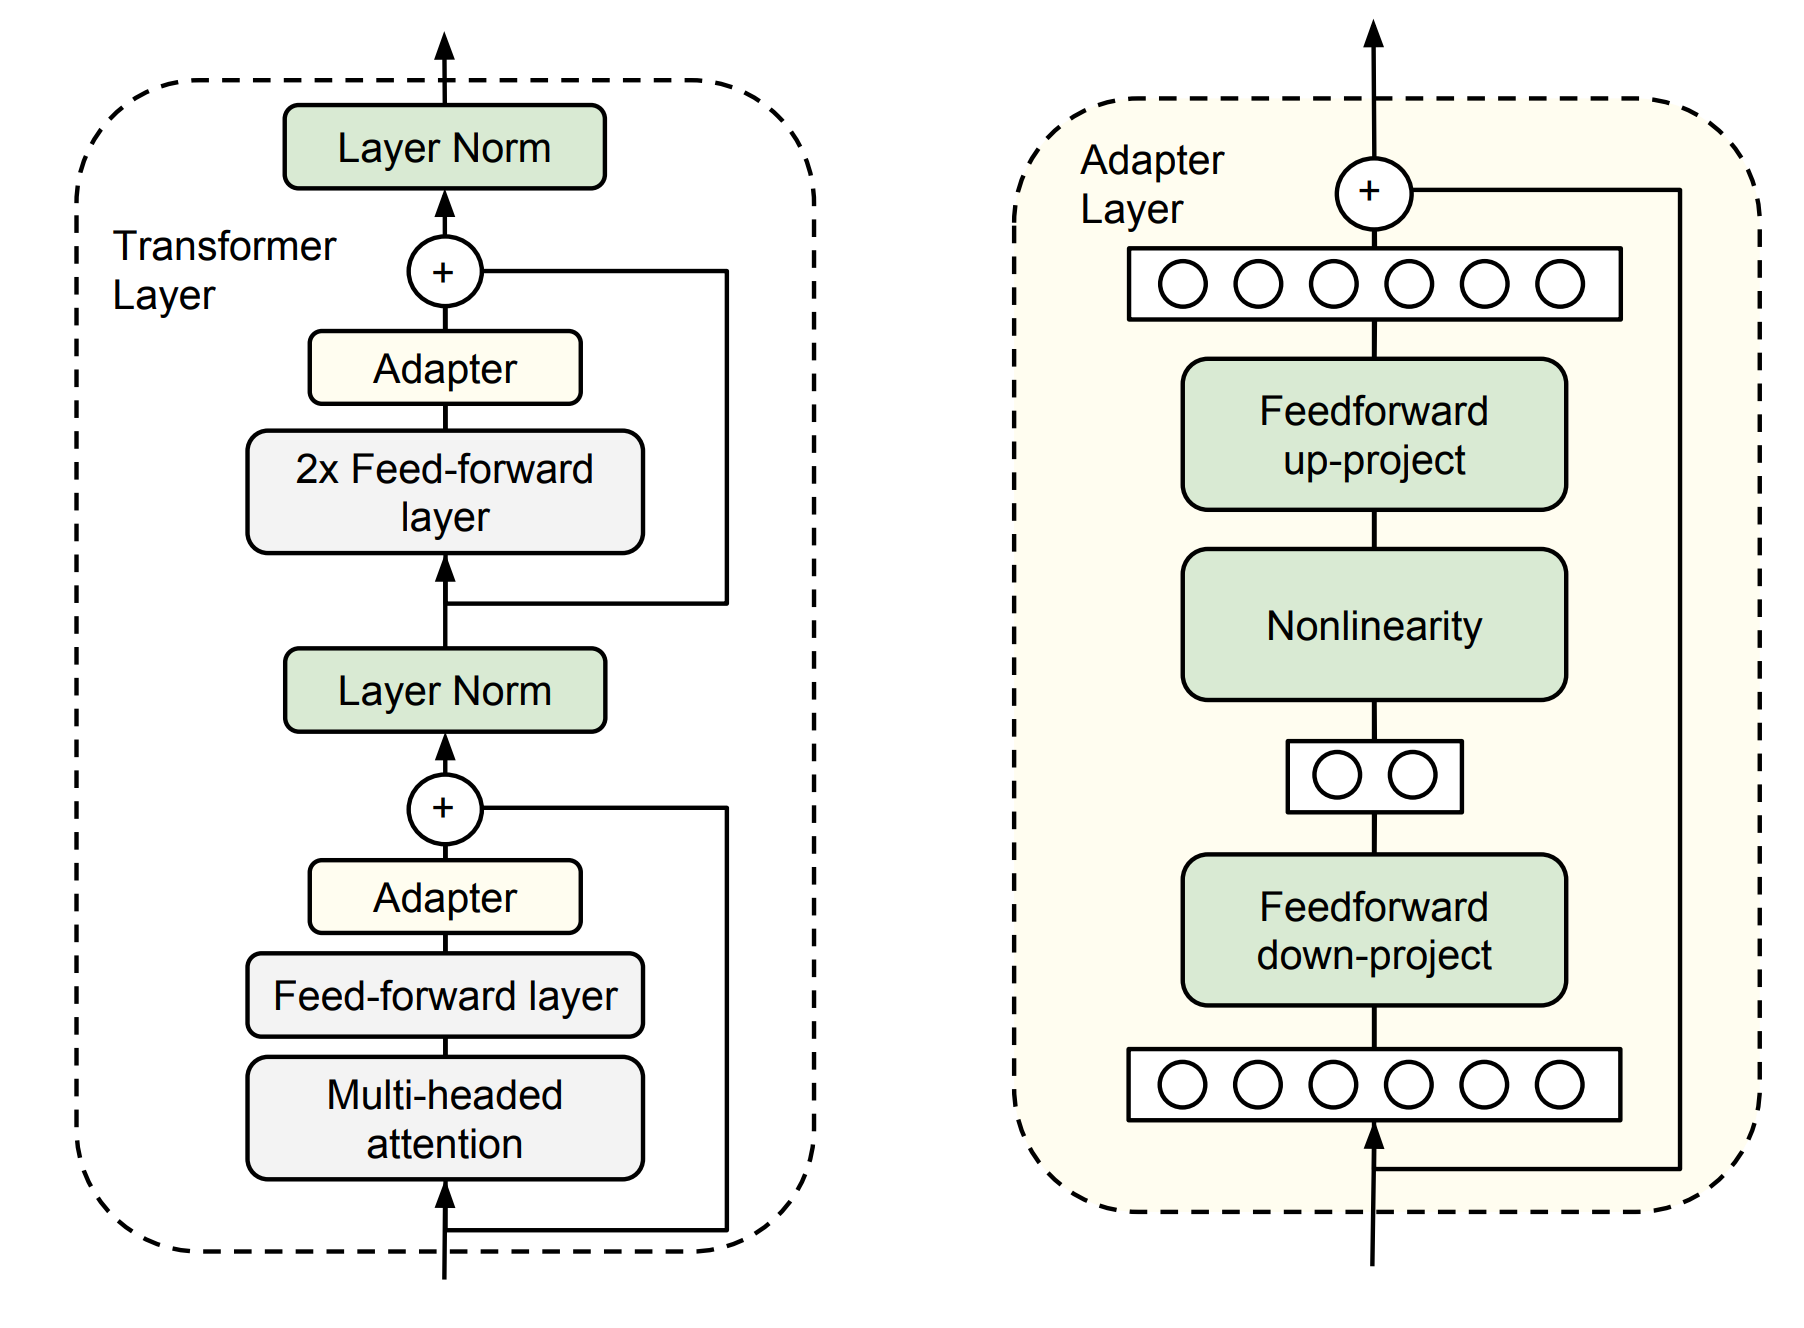 Layer Norm
Transformer
Layer
+
Adapter
2x Feed-forward
layer
Layer Norm
+
Adapter
Feed-forward layer
Multi-headed
attention
Adapter
Layer
+
Feedforward
up-project
Nonlinearity
Feedforward
down-project